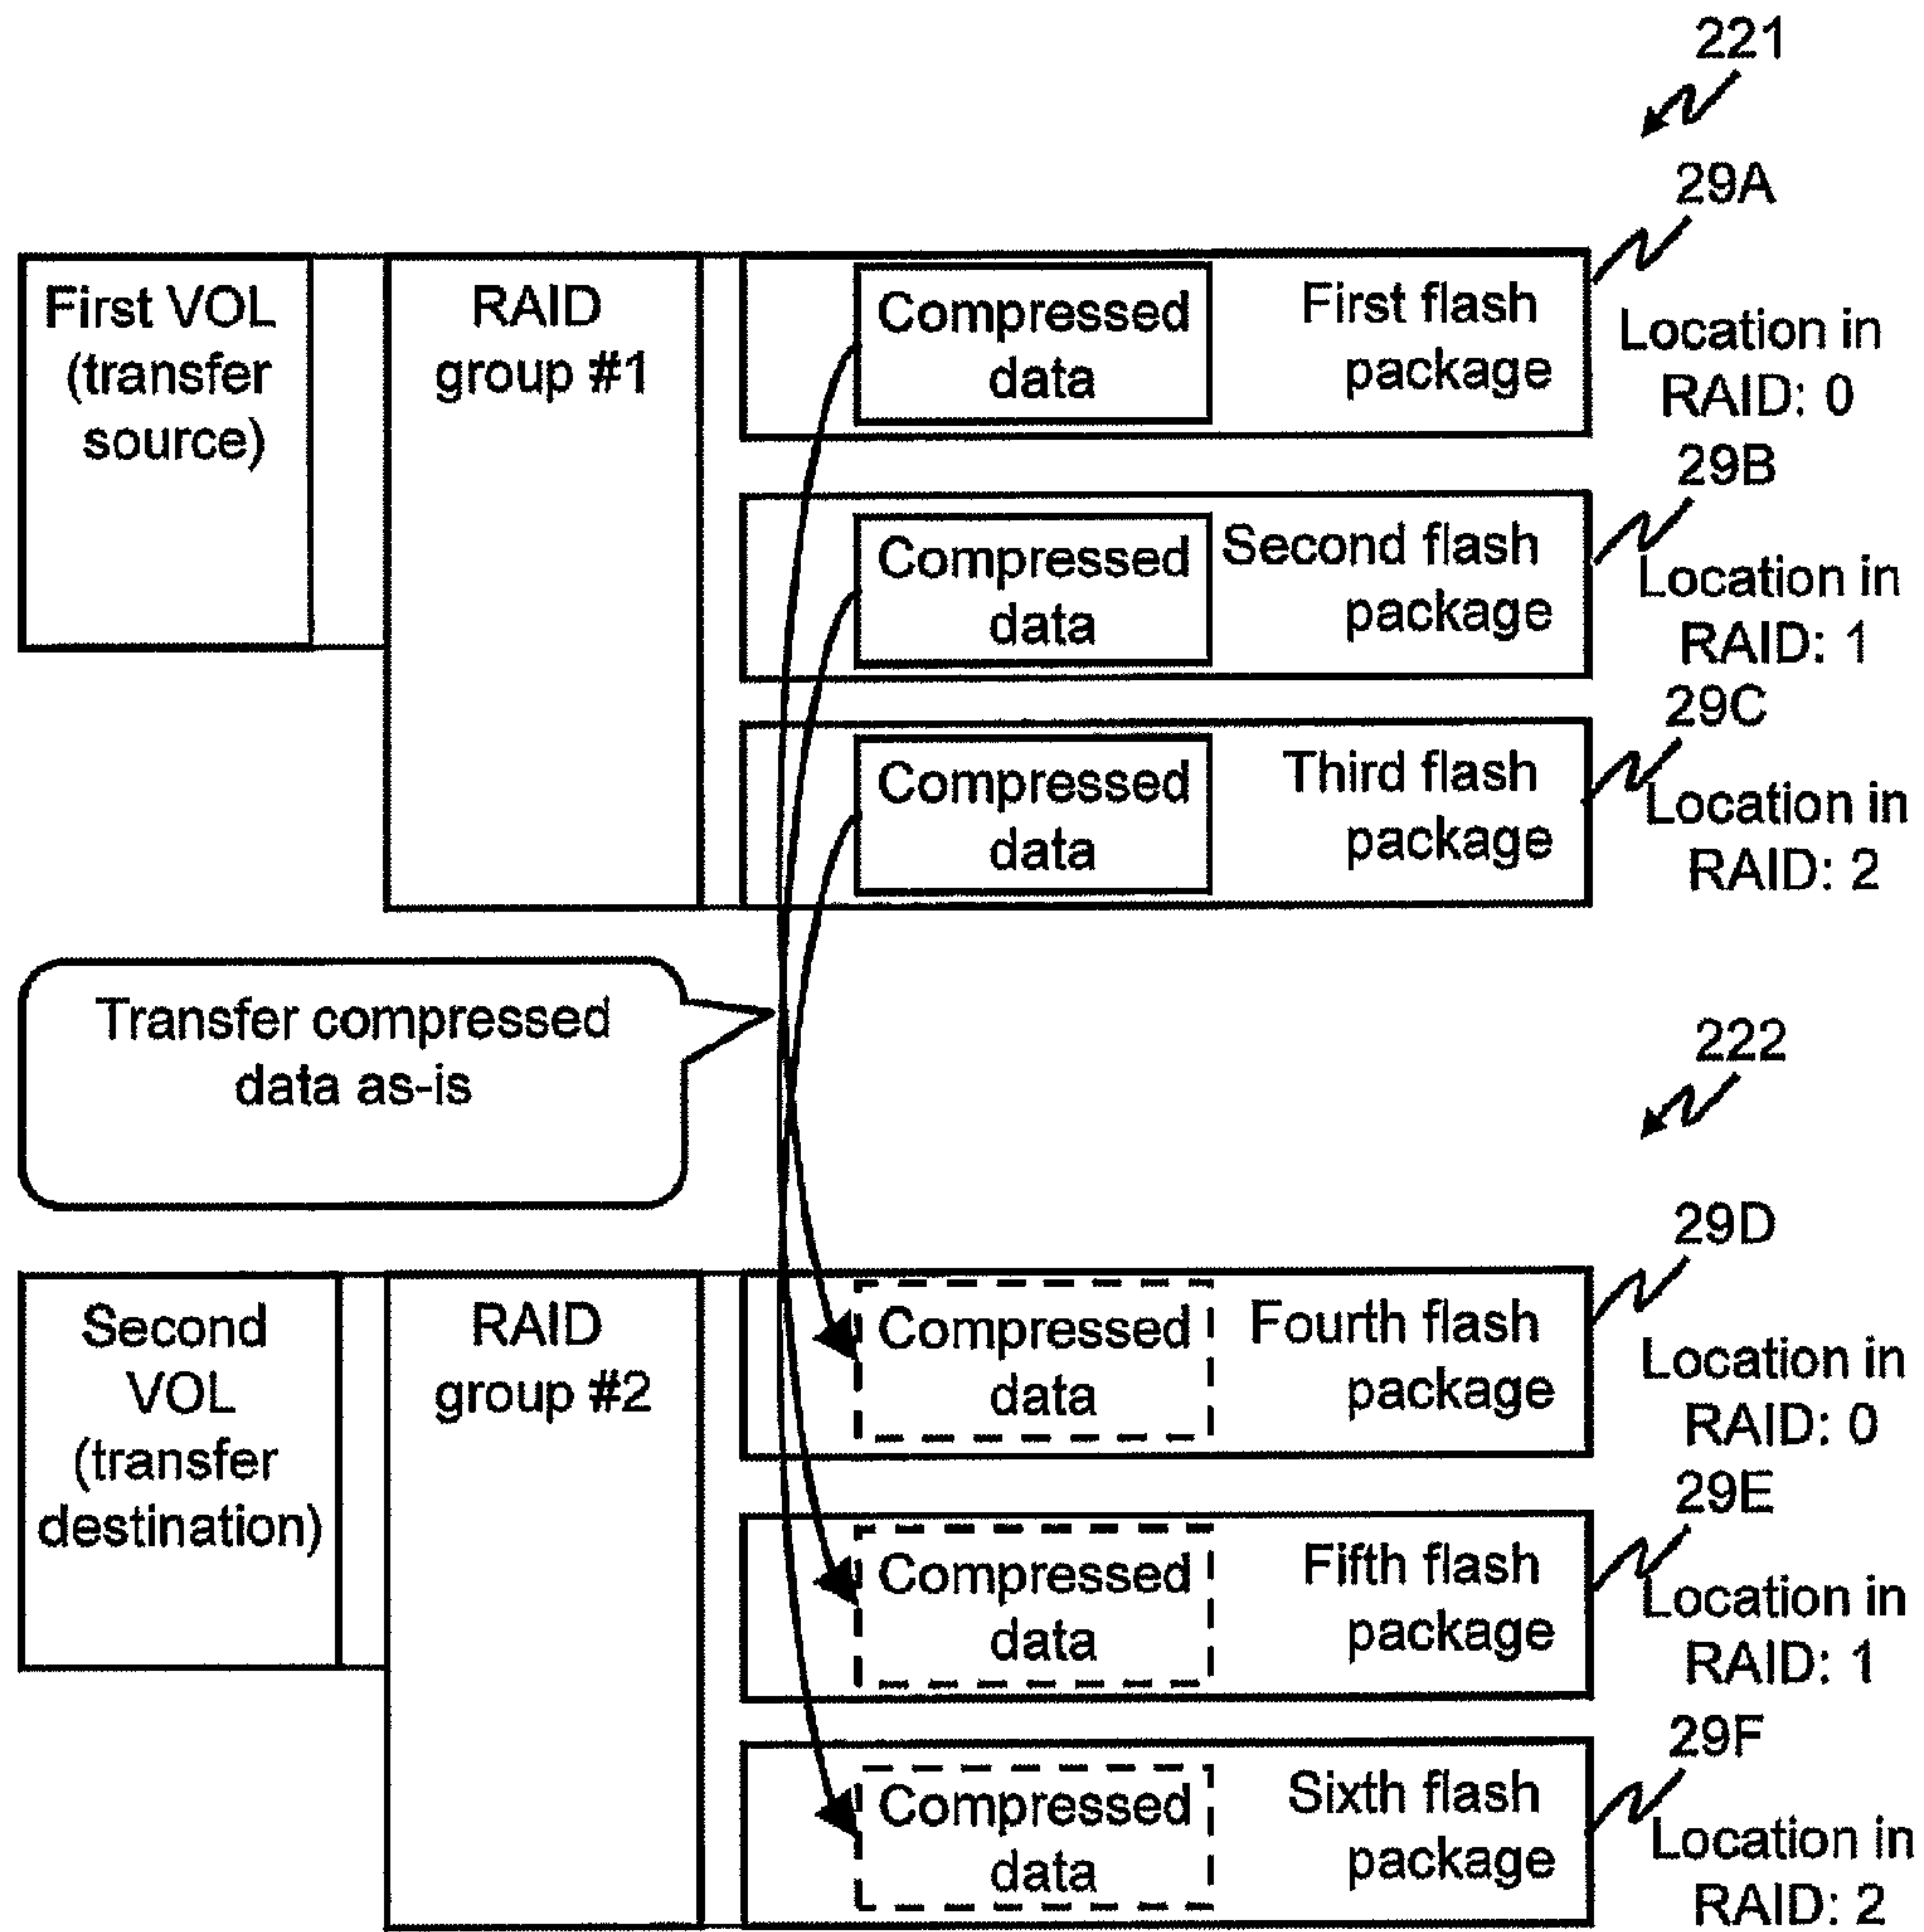 221
29A
First VOL
(transfer
source)
RAID
group #1
Compressed
data
First flash
package
Location in
RAID: 0
29B
Compressed
data
Second flash
package
Location in
RAID: 1
29C
Compressed
data
Third flash
package
Location in
RAID: 2
Transfer compressed
data as-is
222
29D
Second
VOL
(transfer
destination)
RAID
group #2
Compressed
data
Fourth flash
package
Location in
RAID: 0
29E
Compressed
data
Fifth flash
package
Location in
RAID: 1
29F
Compressed
data
Sixth flash
package
Location in
RAID: 2